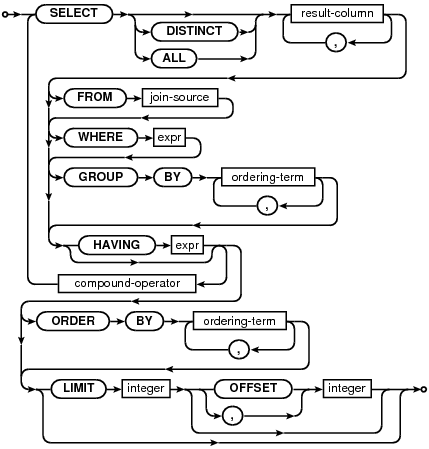 SELECT result-column
DISTINCT ,
ALL
FROM join-source
WHERE expr
GROUP BY ordering-term
,
HAVING expr
compound-operator
ORDER BY ordering-term
,
LIMIT integer OFFSET integer
,